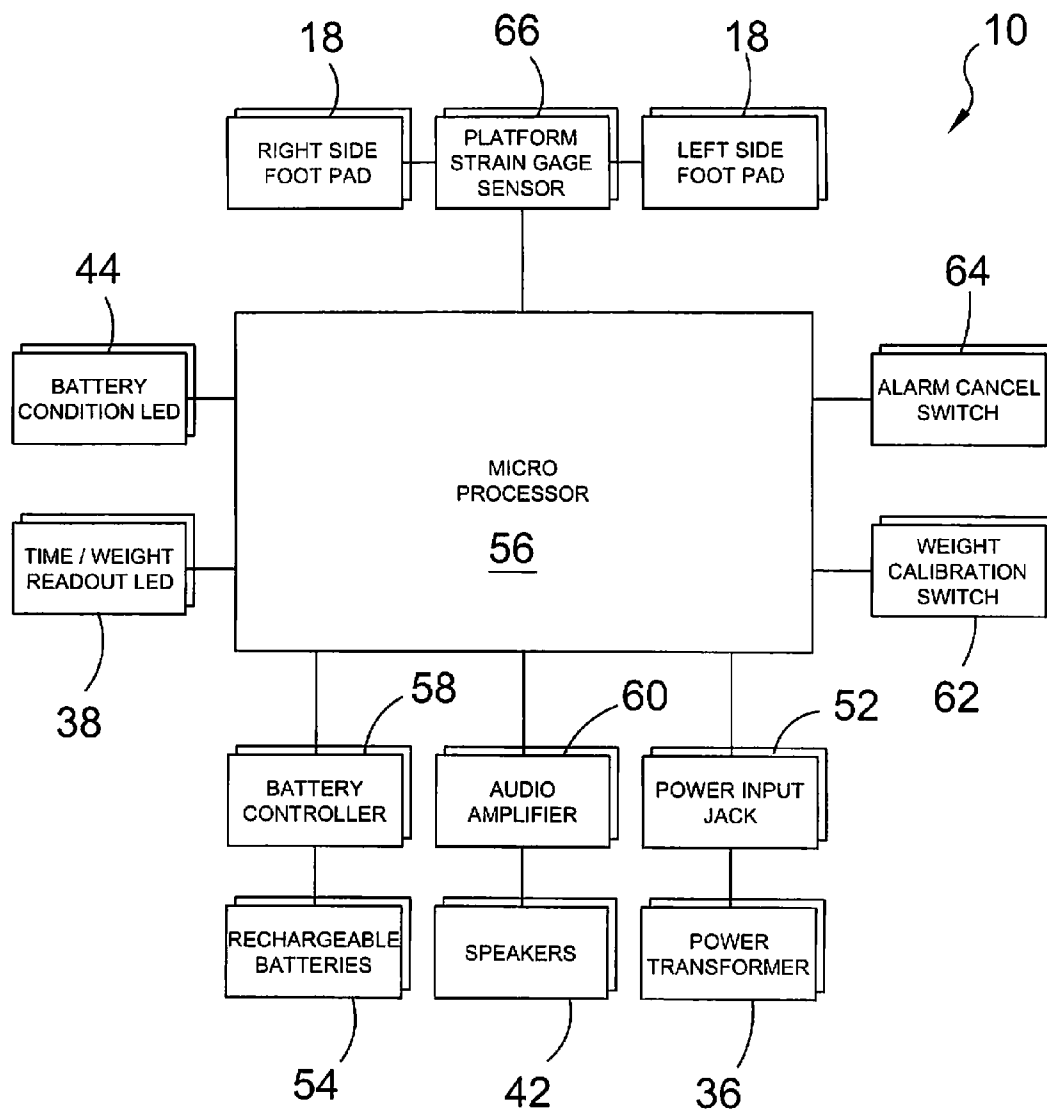 18
66
18
10
RIGHT SIDE
FOOT PAD
PLATFORM
STRAIN GAGE
SENSOR
LEFT SIDE
FOOT PAD
44
64
BATTERY
CONDITION LED
ALARM CANCEL
SWITCH
MICRO
PROCESSOR
56
TIME / WEIGHT
READOUT LED
WEIGHT
CALIBRATION
SWITCH
38
58
60
52
62
BATTERY
CONTROLLER
AUDIO
AMPLIFIER
POWER INPUT
JACK
RECHARGEABLE
BATTERIES
SPEAKERS
POWER
TRANSFORMER
54
42
36